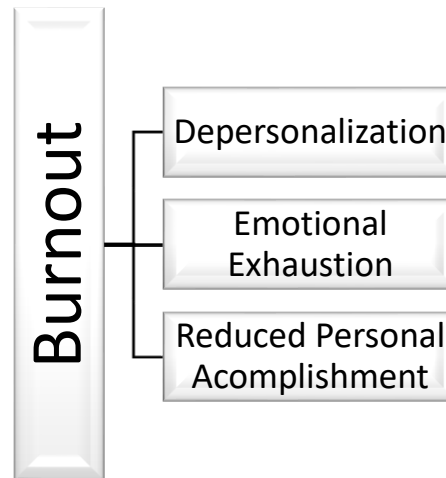 Burnout
Depersonalization
Emotional
Exhaustion
Reduced Personal
Acomplishment